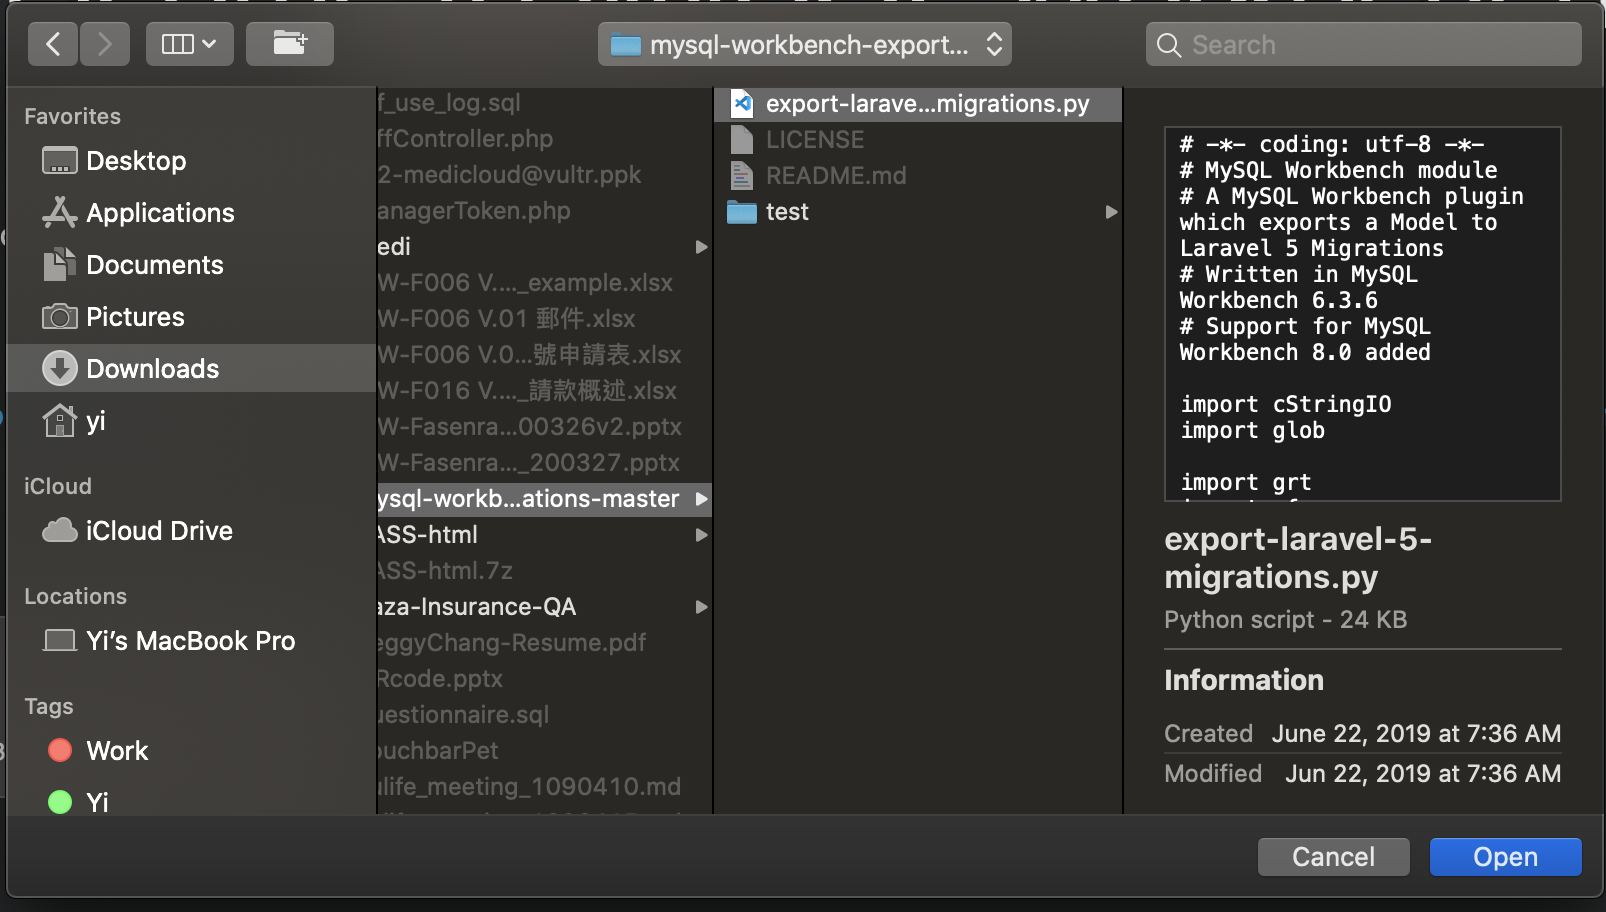 mysql-workbench-export...
Search
Favorites
Desktop
Applications
Documents
Pictures
Downloads
yi
iCloud
iCloud Drive
Locations
Yi's MacBook Pro
Tags
Work
Yi
f_use_log.sql
ffController.php
2-medicloud@vultr.ppk
anagerToken.php
edi
W-F006 V...._example.xlsx
W-F006 V.01 郵件.xlsx
W-F006 V.0...號申請表.xlsx
W-F016 V...._請款概述.xlsx
W-Fasenra...00326v2.pptx
W-Fasenra..._200327.pptx
ysql-workb...ations-master
ASS-html
ASS-html.7z
aza-Insurance-QA
eggyChang-Resume.pdf
Rcode.pptx
uestionnaire.sql
ouchbarPet
ulife_meeting_1090410.md
export-larave...migrations.py
LICENSE
README.md
test
# -*- coding: utf-8 -*-
# MySQL Workbench module
# A MySQL Workbench plugin
which exports a Model to
Laravel 5 Migrations
# Written in MySQL
Workbench 6.3.6
# Support for MySQL
Workbench 8.0 added
import cStringIO
import glob
import grt
export-laravel-5-
migrations.py
Python script - 24 KB
Information
Created June 22, 2019 at 7:36 AM
Modified Jun 22, 2019 at 7:36 AM
Cancel
Open